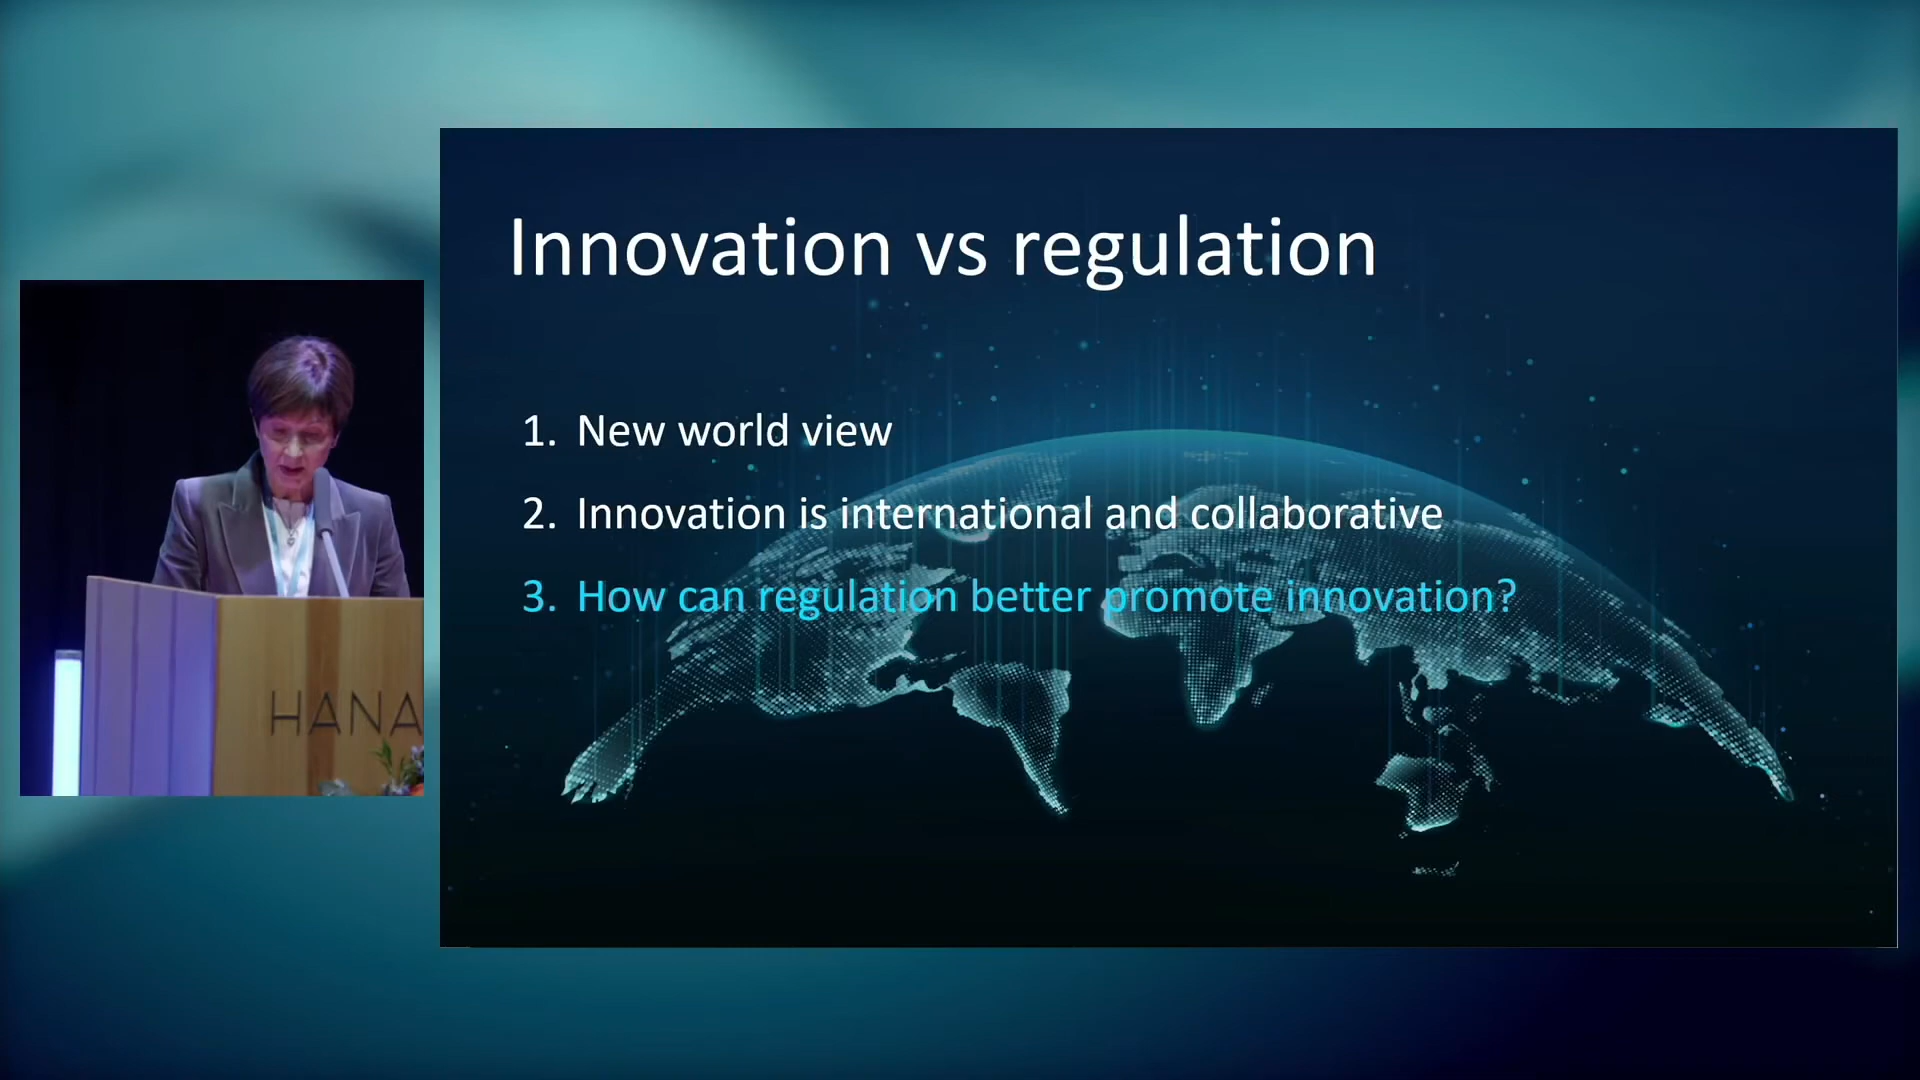 Innovation vs regulation
1. New world view
2. Innovation is international and collaborative
3. How can regulation better promote innovation?
HANA